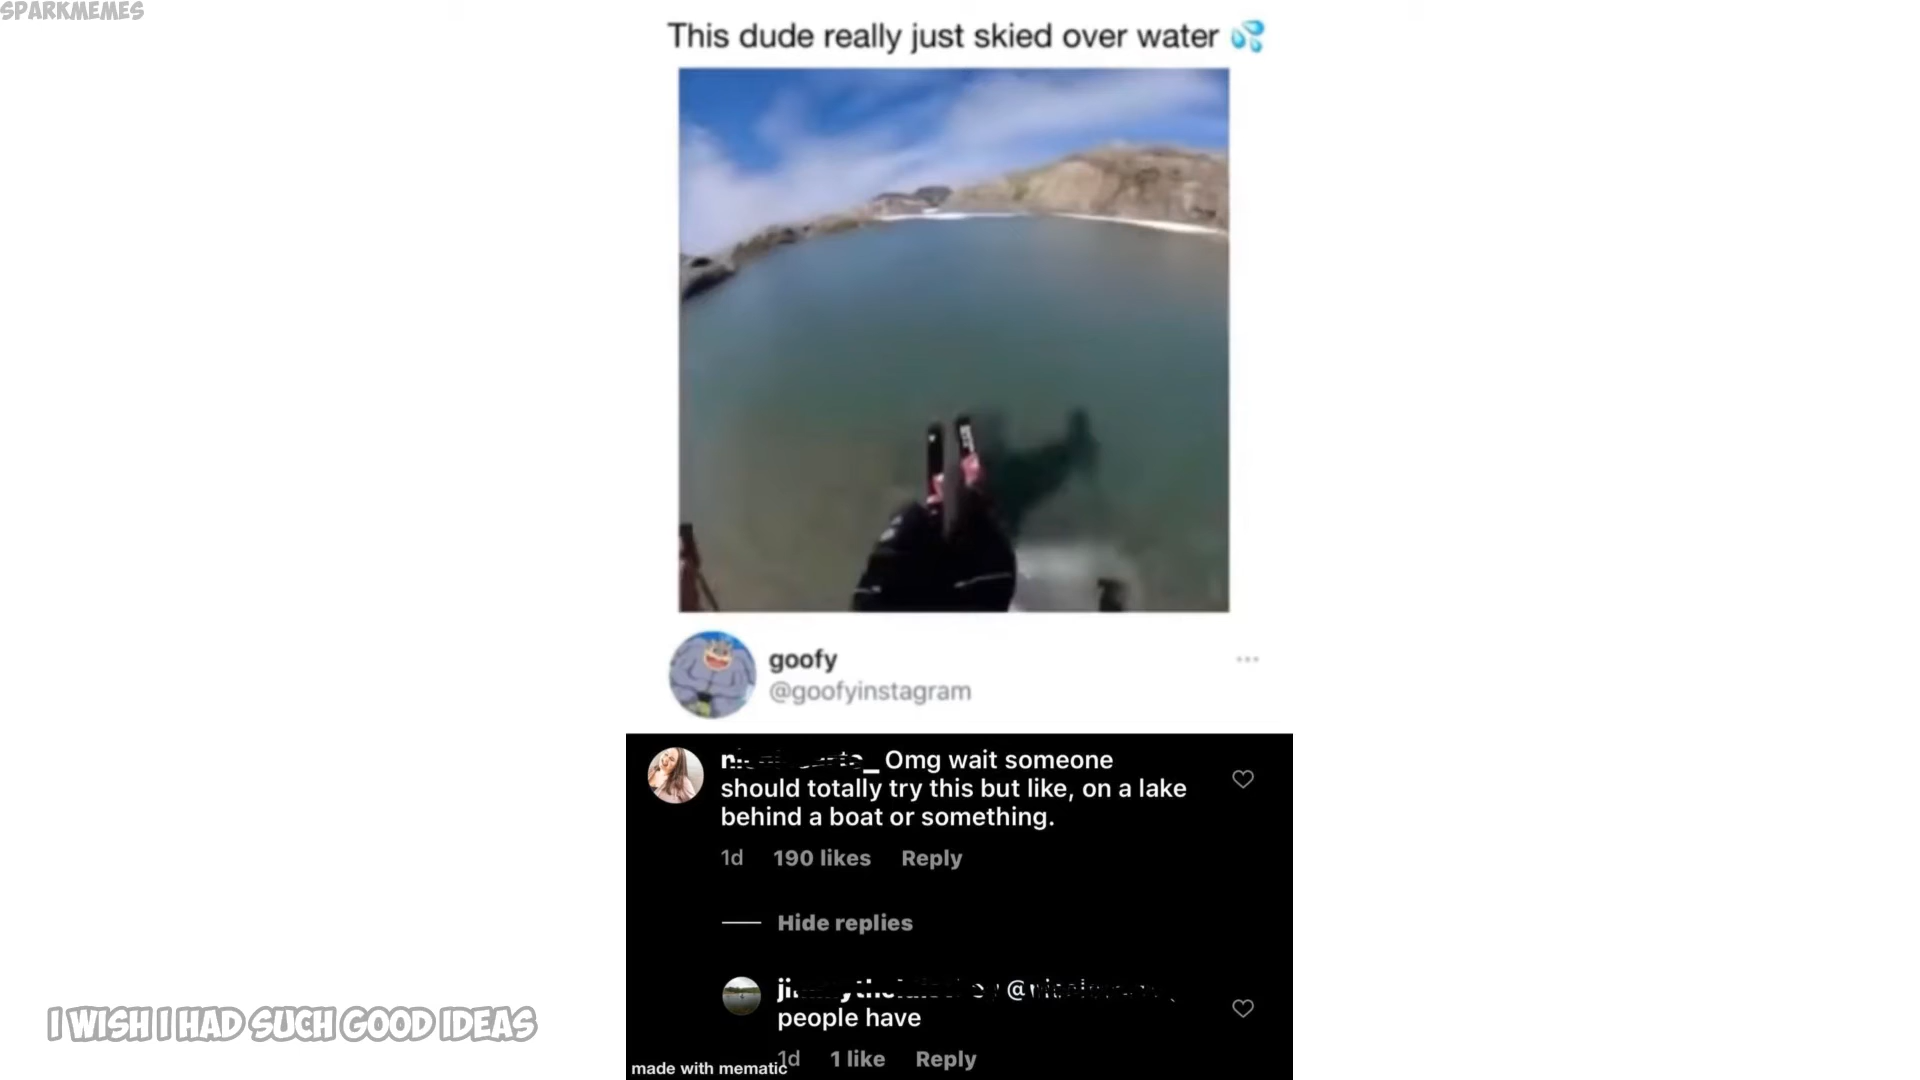 SPARKMEMES
This dude really just skied over water 💦
goofy
@goofyinstagram
Omg wait someone
should totally try this but like, on a lake
behind a boat or something.
1d 190 likes Reply
Hide replies
people have
1d 1 like Reply
made with mematic
I WISH I HAD SUCH GOOD IDEAS